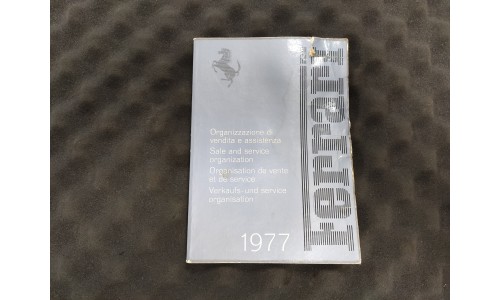 Organizzazione di
vendita e assistenza
Sale and service
organization
Organisation de vente
et de service
Verkaufs- und service
organisation
1977
Ferrari